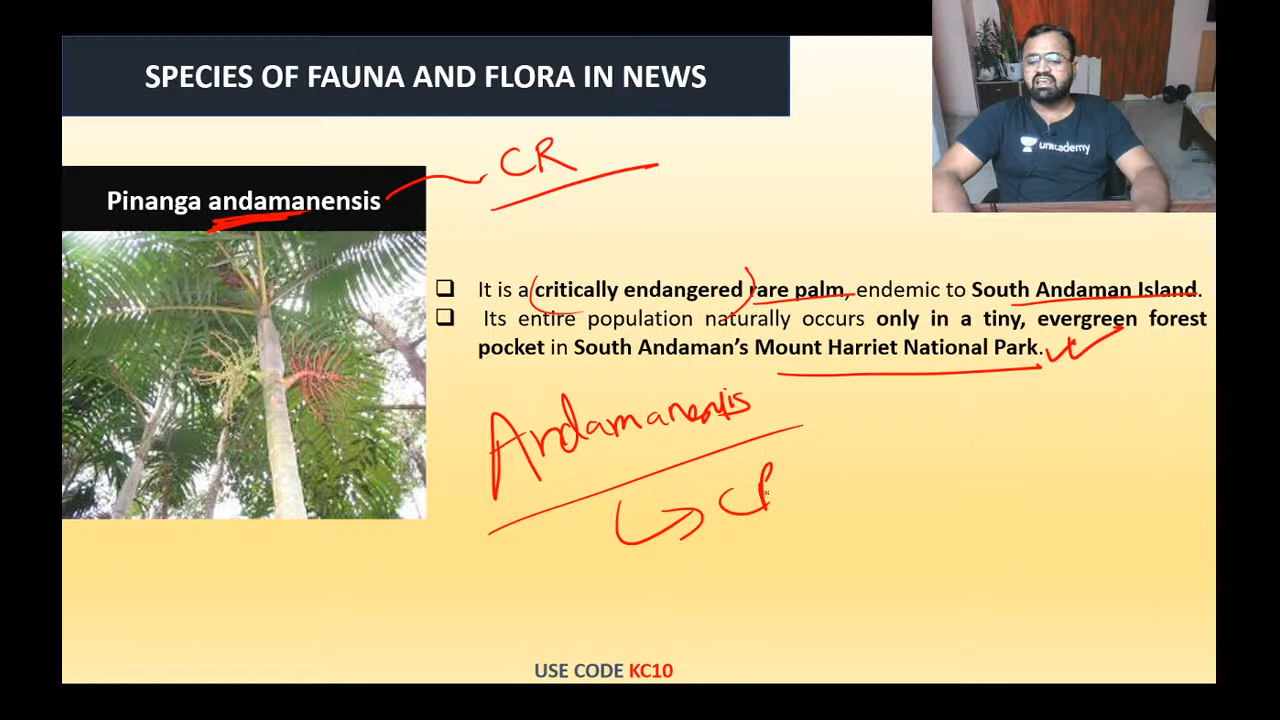 SPECIES OF FAUNA AND FLORA IN NEWS
unacademy
CR
Pinanga andamanensis
❑ It is a critically endangered rare palm, endemic to South Andaman Island.
❑ Its entire population naturally occurs only in a tiny, evergreen forest
pocket in South Andaman’s Mount Harriet National Park.
Andamanensis
USE CODE KC10